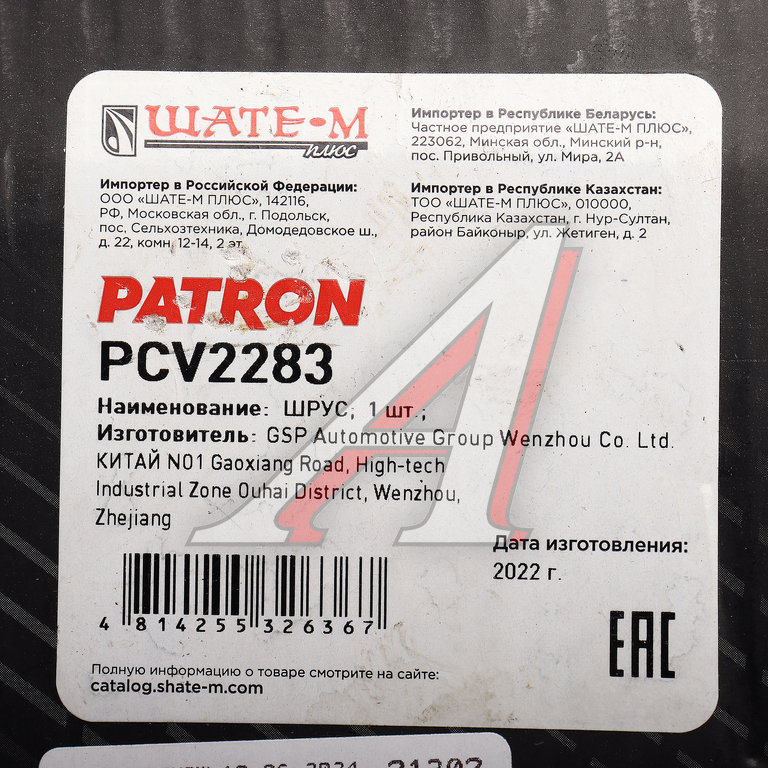 ШАТЕ-М
плюс
Импортер в Республике Беларусь:
Частное предприятие «ШАТЕ-М ПЛЮС»,
223062, Минская обл., Минский р-н,
пос. Привольный, ул. Мира, 2А
Импортер в Российской Федерации:
ООО «ШАТЕ-М ПЛЮС», 142116,
РФ, Московская обл., г. Подольск,
пос. Сельхозтехника, Домодедовское ш.,
д. 22, комн. 12-14, 2 эт.
Импортер в Республике Казахстан:
ТОО «ШАТЕ-М ПЛЮС», 010000,
Республика Казахстан, г. Нур-Султан,
район Байконыр, ул. Жетиген, д. 2
PATRON
PCV2283
Наименование: ШРУС; 1 шт.;
Изготовитель: GSP Automotive Group Wenzhou Co. Ltd.
КИТАЙ N01 Gaoxiang Road, High-tech
Industrial Zone Ouhai District, Wenzhou,
Zhejiang
Дата изготовления:
2022 г.
4 814255 326367
EAC
Полную информацию о товаре смотрите на сайте:
catalog.shate-m.com